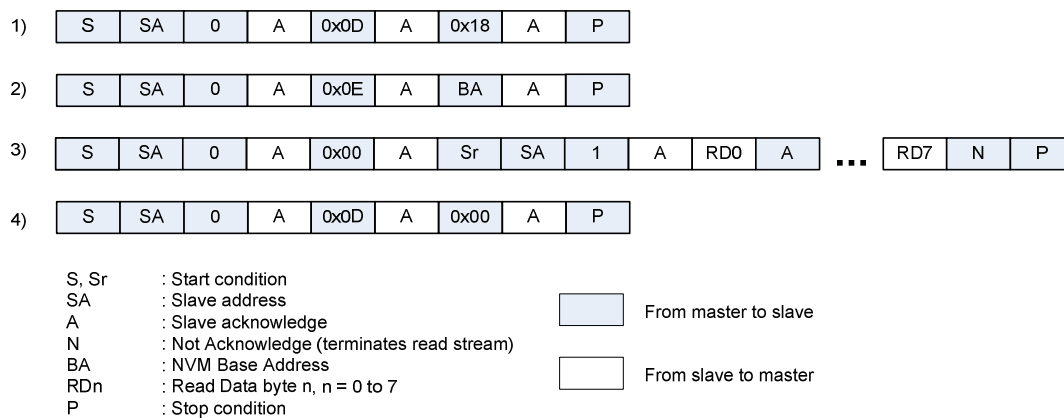 1) S SA 0 A 0x0D A 0x18 A P
2) S SA 0 A 0x0E A BA A P
3) S SA 0 A 0x00 A Sr SA 1 A RD0 A ... RD7 N P
4) S SA 0 A 0x0D A 0x00 A P
S, Sr : Start condition
SA : Slave address
A : Slave acknowledge
N : Not Acknowledge (terminates read stream)
BA : NVM Base Address
RDn : Read Data byte n, n = 0 to 7
P : Stop condition
From master to slave
From slave to master